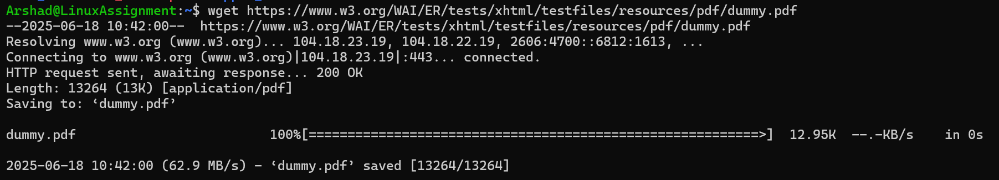 Arshad@LinuxAssignment:~$ wget https://www.w3.org/WAI/ER/tests/xhtml/testfiles/resources/pdf/dummy.pdf
--2025-06-18 10:42:00--  https://www.w3.org/WAI/ER/tests/xhtml/testfiles/resources/pdf/dummy.pdf
Resolving www.w3.org (www.w3.org)... 104.18.23.19, 104.18.22.19, 2606:4700::6812:1613, ...
Connecting to www.w3.org (www.w3.org)|104.18.23.19|:443... connected.
HTTP request sent, awaiting response... 200 OK
Length: 13264 (13K) [application/pdf]
Saving to: ‘dummy.pdf’
dummy.pdf                         100%[==========================================================>]  12.95K  --.-KB/s    in 0s
2025-06-18 10:42:00 (62.9 MB/s) - ‘dummy.pdf’ saved [13264/13264]